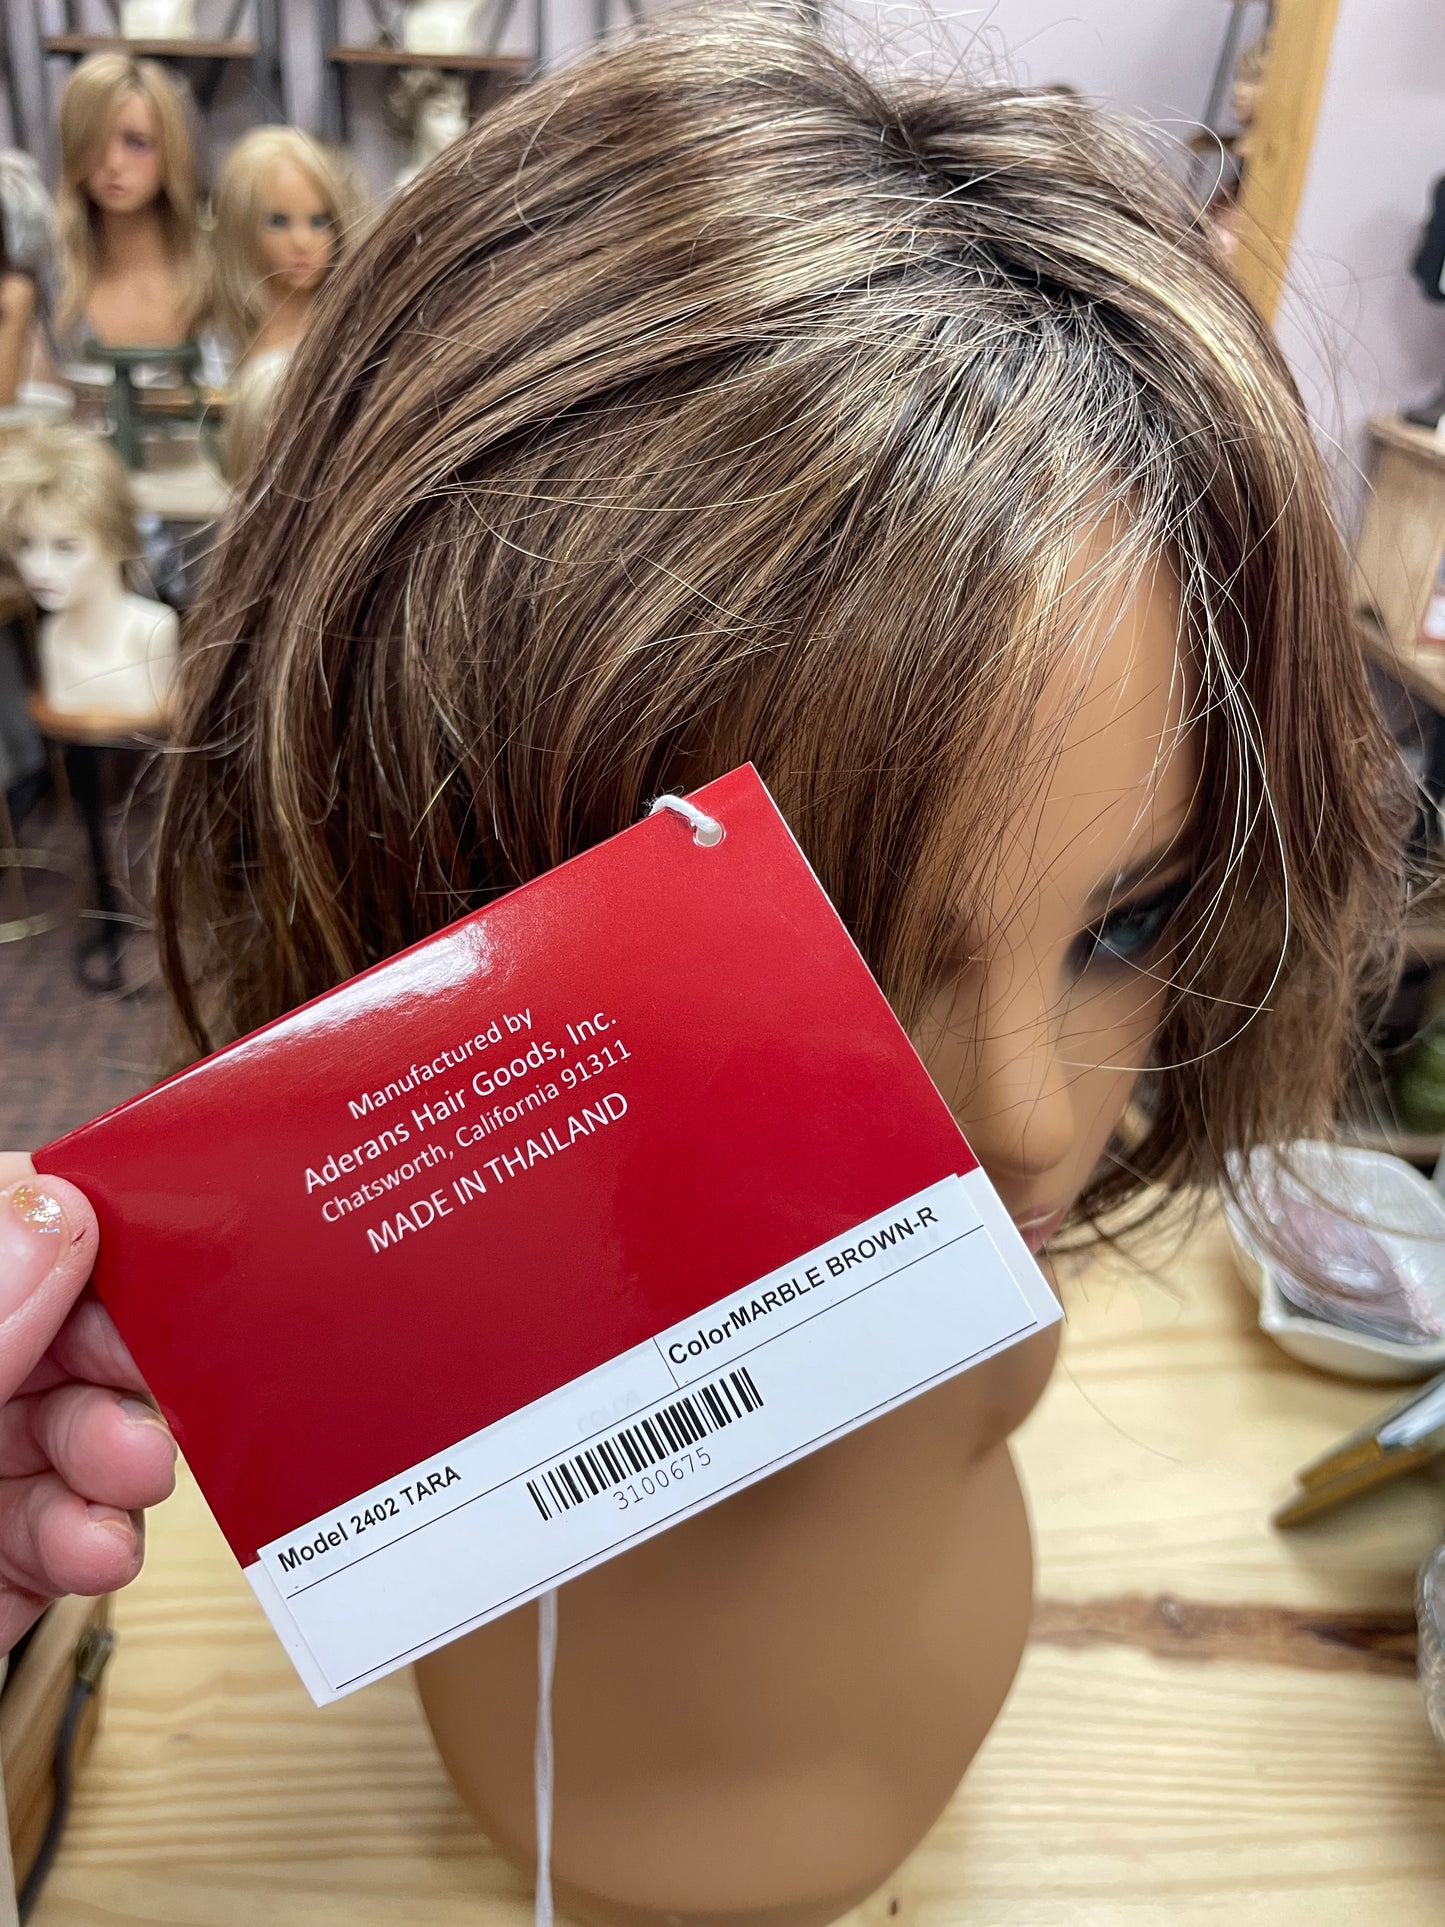 Manufactured by
Aderans Hair Goods, Inc.
Chatsworth, California 91311
MADE IN THAILAND
Model 2402 TARA
ColorMARBLE BROWN-R
3100675